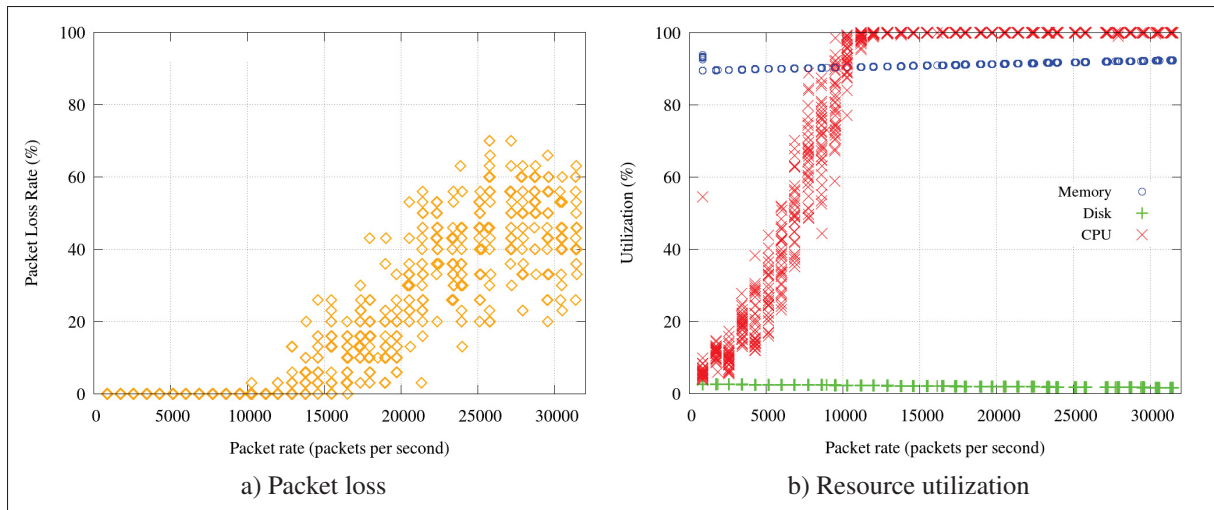 100
80
60
40
20
0
Packet Loss Rate (%)
0 5000 10000 15000 20000 25000 30000
Packet rate (packets per second)
a) Packet loss
100
80
60
40
20
0
Utilization (%)
Memory
Disk
CPU
0 5000 10000 15000 20000 25000 30000
Packet rate (packets per second)
b) Resource utilization